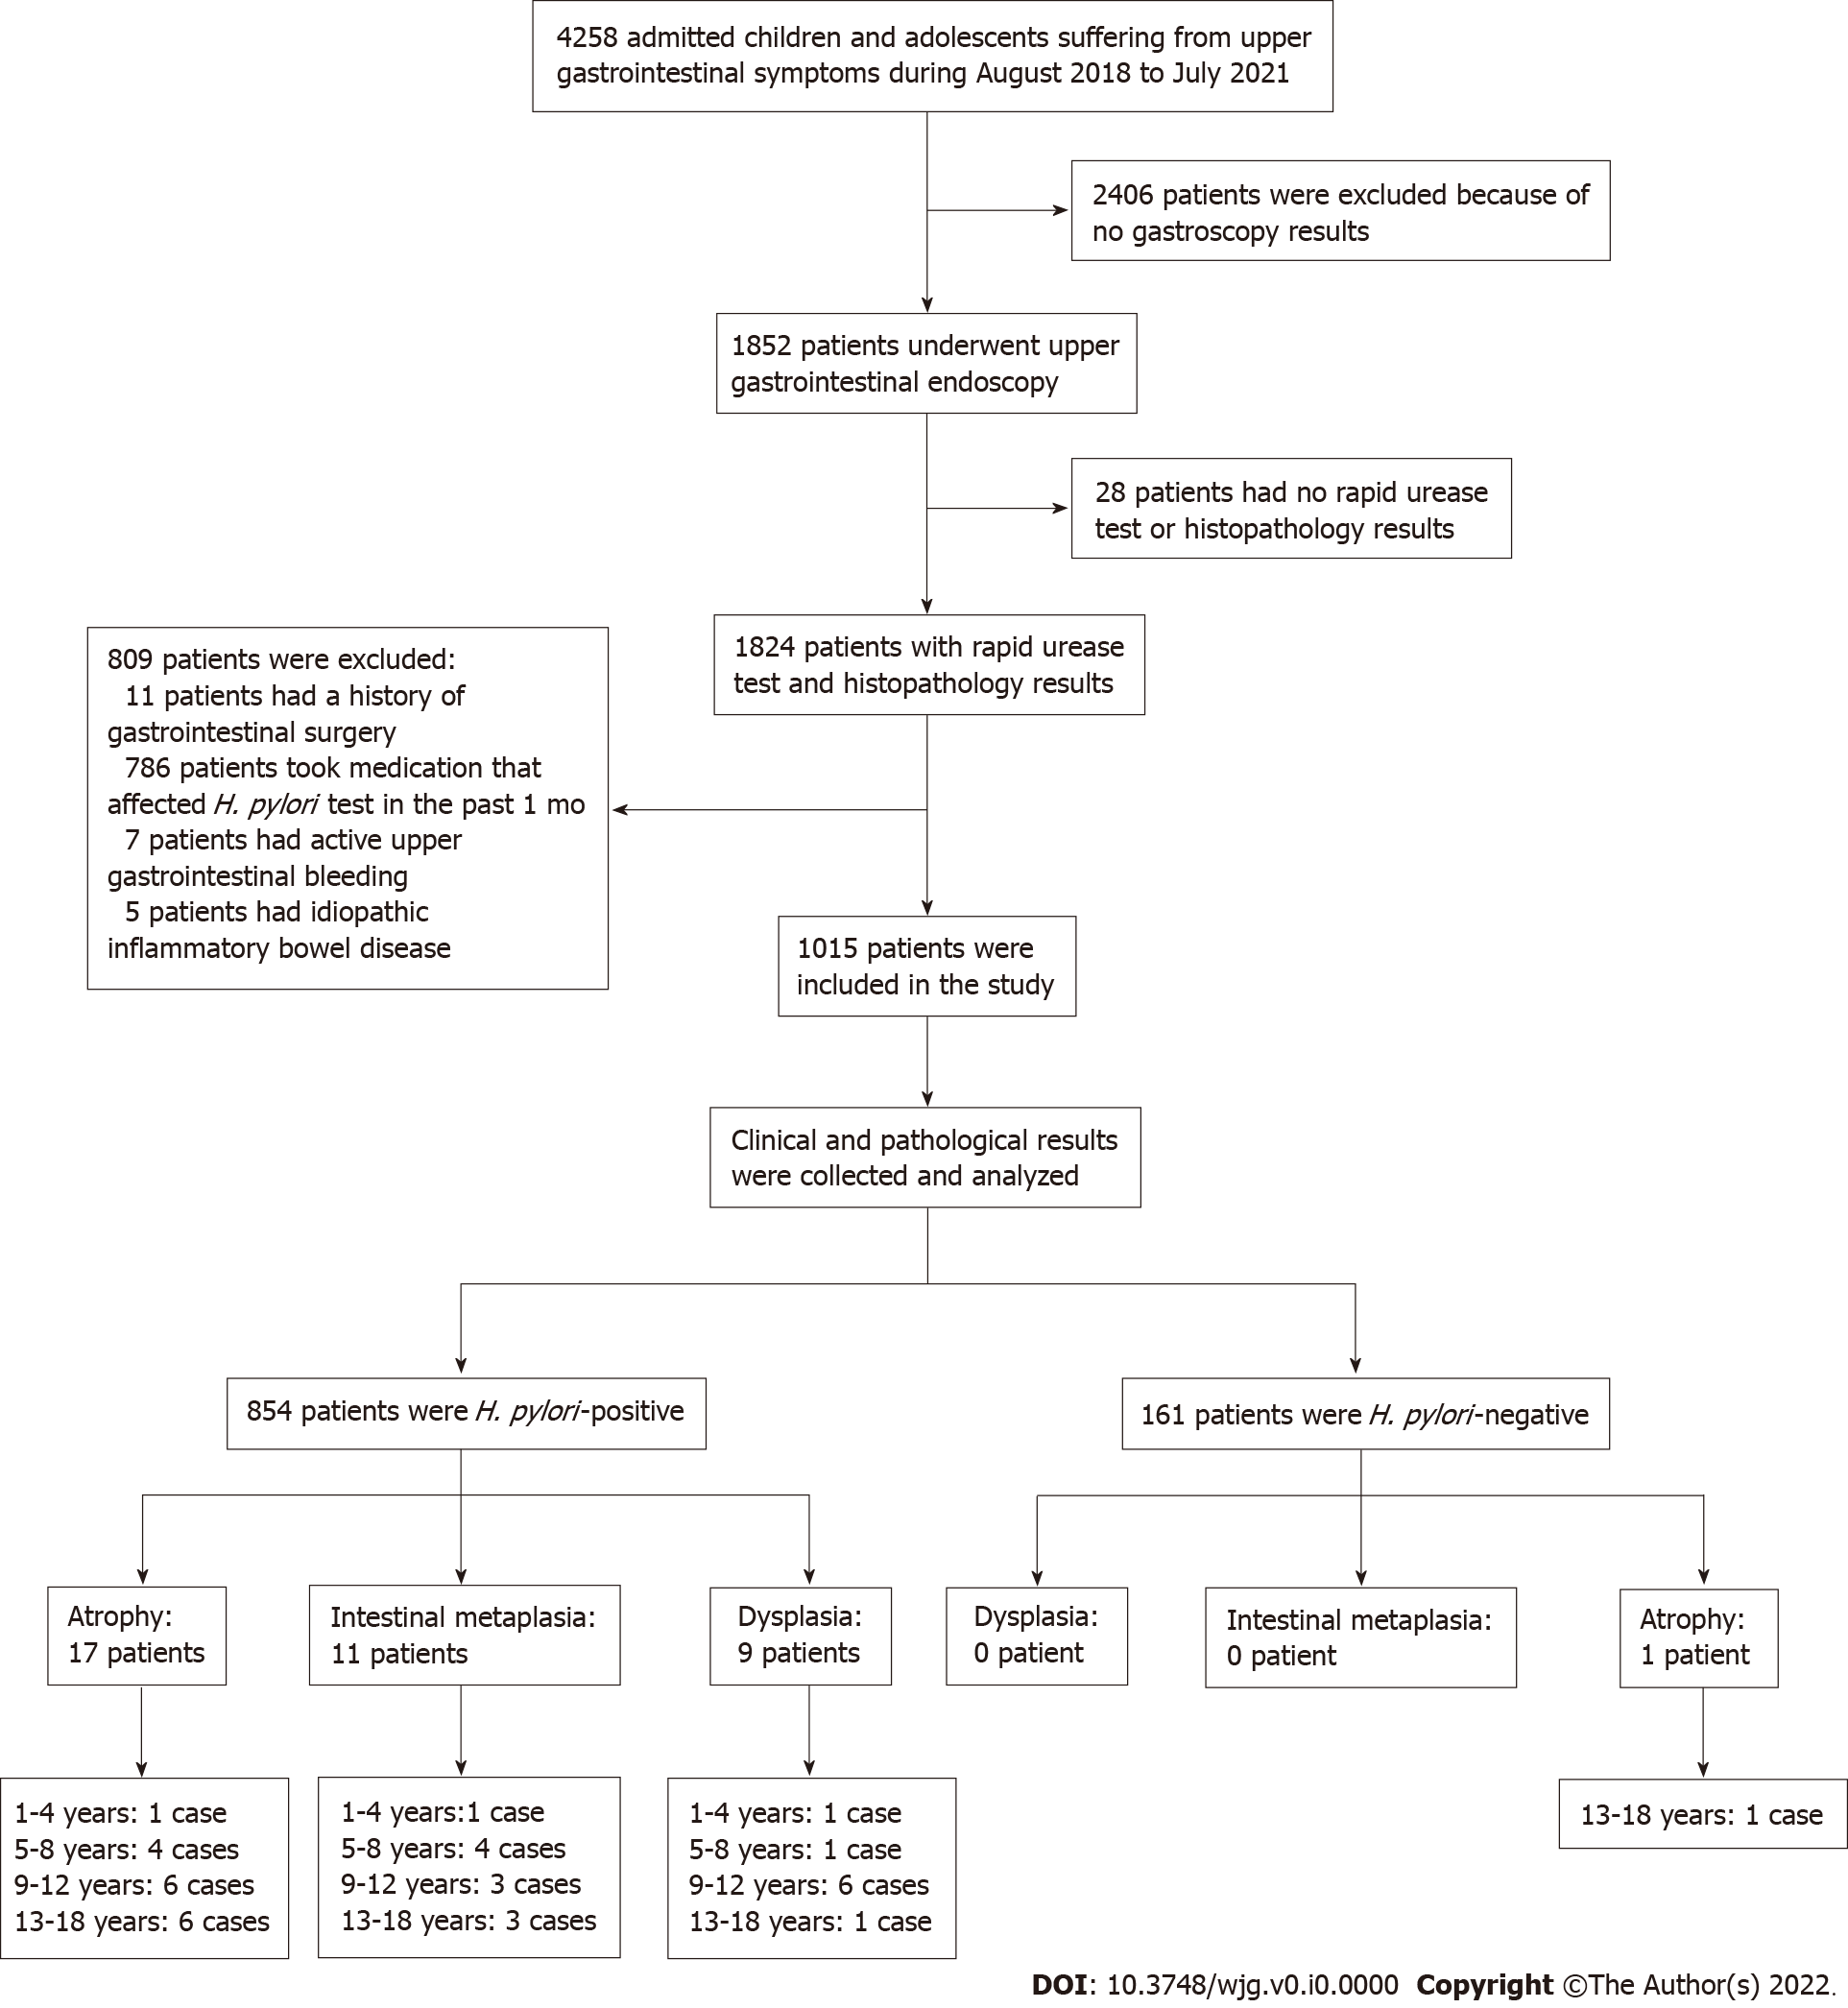 4258 admitted children and adolescents suffering from upper
gastrointestinal symptoms during August 2018 to July 2021
2406 patients were excluded because of
no gastroscopy results
1852 patients underwent upper
gastrointestinal endoscopy
28 patients had no rapid urease
test or histopathology results
1824 patients with rapid urease
test and histopathology results
809 patients were excluded:
11 patients had a history of
gastrointestinal surgery
786 patients took medication that
affected H. pylori test in the past 1 mo
7 patients had active upper
gastrointestinal bleeding
5 patients had idiopathic
inflammatory bowel disease
1015 patients were
included in the study
Clinical and pathological results
were collected and analyzed
854 patients were H. pylori-positive
161 patients were H. pylori-negative
Atrophy:
17 patients
Intestinal metaplasia:
11 patients
Dysplasia:
9 patients
Dysplasia:
0 patient
Intestinal metaplasia:
0 patient
Atrophy:
1 patient
1-4 years: 1 case
5-8 years: 4 cases
9-12 years: 6 cases
13-18 years: 6 cases
1-4 years:1 case
5-8 years: 4 cases
9-12 years: 3 cases
13-18 years: 3 cases
1-4 years: 1 case
5-8 years: 1 case
9-12 years: 6 cases
13-18 years: 1 case
13-18 years: 1 case
DOI: 10.3748/wjg.v0.i0.0000 Copyright ©The Author(s) 2022.